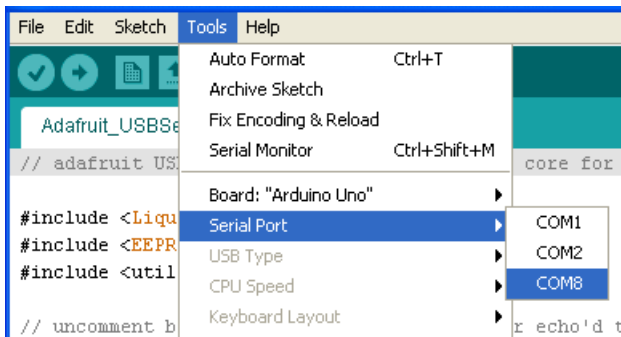 File Edit Sketch Tools Help
Auto Format Ctrl+T
Archive Sketch
Adafruit_USBSe
Fix Encoding & Reload
// adafruit US
Serial Monitor Ctrl+Shift+M
core for
Board: "Arduino Uno"
#include <Liqu
Serial Port
COM1
#include <EEPR
USB Type
COM2
#include <util
CPU Speed
COM8
Keyboard Layout
// uncomment b
r echo'd t